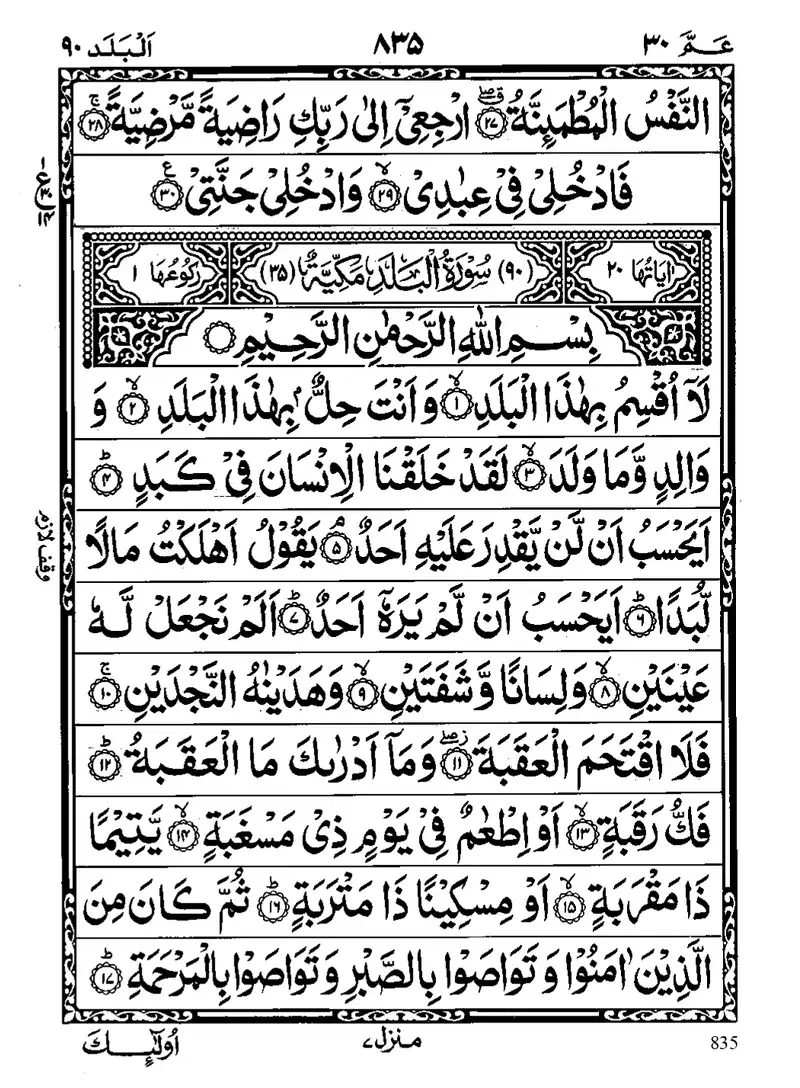 عَـمَّ ٣٠ ٨٣٥ اَلْبَلَد ٩٠
النَّفْسُ الْمُطْمَىِٕنَّةُ ﴿٢٧﴾ ارْجِعِیْۤ اِلٰی رَبِّكِ رَاضِیَةً مَّرْضِیَّةً ﴿٢٨﴾
فَادْخُلِیْ فِیْ عِبٰدِیْ ﴿٢٩﴾ وَادْخُلِیْ جَنَّتِیْ ﴿٣٠﴾
اٰیَاتُهَا ٢٠ (٩٠) سُوْرَةُ الْبَلَدِ مَكِّیَّةٌ (٣٥) رُكُوْعُهَا ١
بِسْمِ اللّٰهِ الرَّحْمٰنِ الرَّحِیْمِ
لَاۤ اُقْسِمُ بِهٰذَا الْبَلَدِ ﴿١﴾ وَ اَنْتَ حِلٌّۢ بِهٰذَا الْبَلَدِ ﴿٢﴾ وَ
وَالِدٍ وَّمَا وَلَدَ ﴿٣﴾ لَقَدْ خَلَقْنَا الْاِنْسَانَ فِیْ كَبَدٍ ﴿٤﴾
اَیَحْسَبُ اَنْ لَّنْ یَّقْدِرَ عَلَیْهِ اَحَدٌ ﴿٥﴾ یَقُوْلُ اَهْلَكْتُ مَالًا
لُّبَدًا ﴿٦﴾ اَیَحْسَبُ اَنْ لَّمْ یَرَهٗۤ اَحَدٌ ﴿٧﴾ اَلَمْ نَجْعَلْ لَّهٗ
عَیْنَیْنِ ﴿٨﴾ وَلِسَانًا وَّ شَفَتَیْنِ ﴿٩﴾ وَهَدَیْنٰهُ النَّجْدَیْنِ ﴿١٠﴾
فَلَا اقْتَحَمَ الْعَقَبَةَ ﴿١١﴾ وَمَاۤ اَدْرٰىكَ مَا الْعَقَبَةُ ﴿١٢﴾
فَكُّ رَقَبَةٍ ﴿١٣﴾ اَوْ اِطْعٰمٌ فِیْ یَوْمٍ ذِیْ مَسْغَبَةٍ ﴿١٤﴾ یَّتِیْمًا
ذَا مَقْرَبَةٍ ﴿١٥﴾ اَوْ مِسْكِیْنًا ذَا مَتْرَبَةٍ ﴿١٦﴾ ثُمَّ كَانَ مِنَ
الَّذِیْنَ اٰمَنُوْا وَ تَوَاصَوْا بِالصَّبْرِ وَ تَوَاصَوْا بِالْمَرْحَمَةِ ﴿١٧﴾
وقف لازم
835 منزل ٧ اُولٰٓىِٕكَ